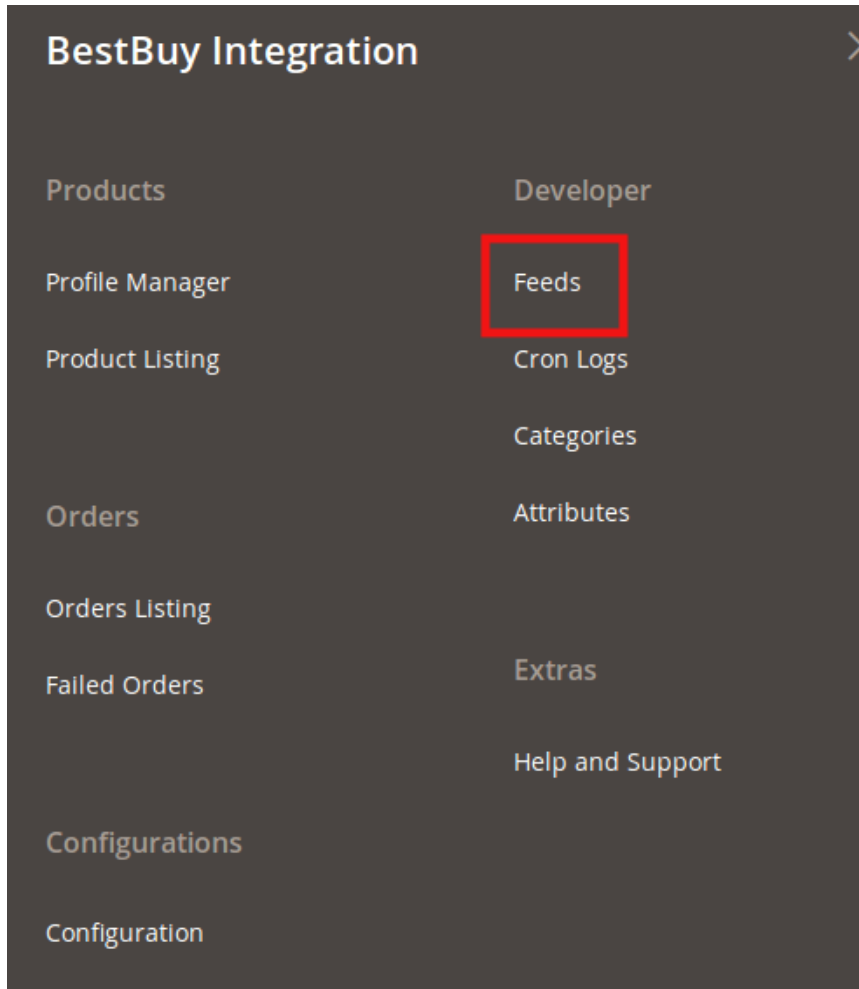 BestBuy Integration
Products
Profile Manager
Product Listing
Orders
Orders Listing
Failed Orders
Configurations
Configuration
Developer
Feeds
Cron Logs
Categories
Attributes
Extras
Help and Support